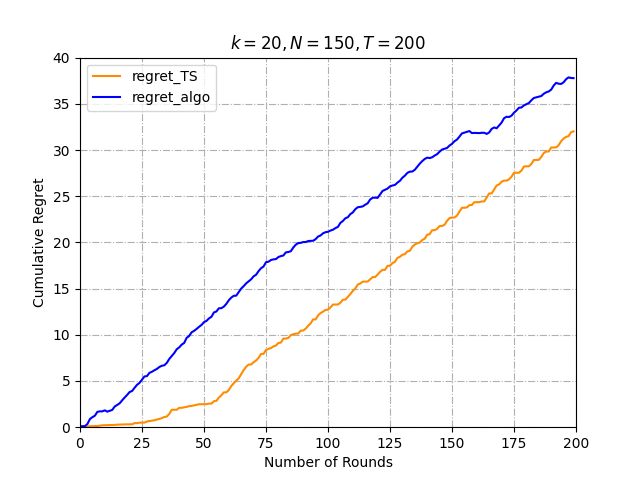 k = 20, N = 150, T = 200
regret_TS
regret_algo
Cumulative Regret
40
35
30
25
20
15
10
5
0
0 25 50 75 100 125 150 175 200
Number of Rounds